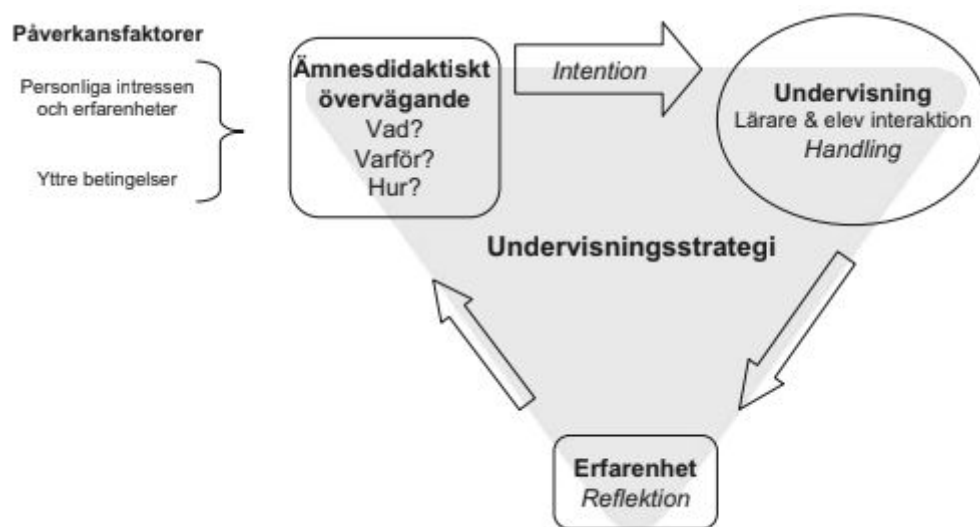 Påverkansfaktorer
Personliga intressen
och erfarenheter
Yttre betingelser
Ämnesdidaktiskt
övervägande
Vad?
Varför?
Hur?
Intention
Undervisning
Lärare & elev interaktion
Handling
Undervisningsstrategi
Erfarenhet
Reflektion